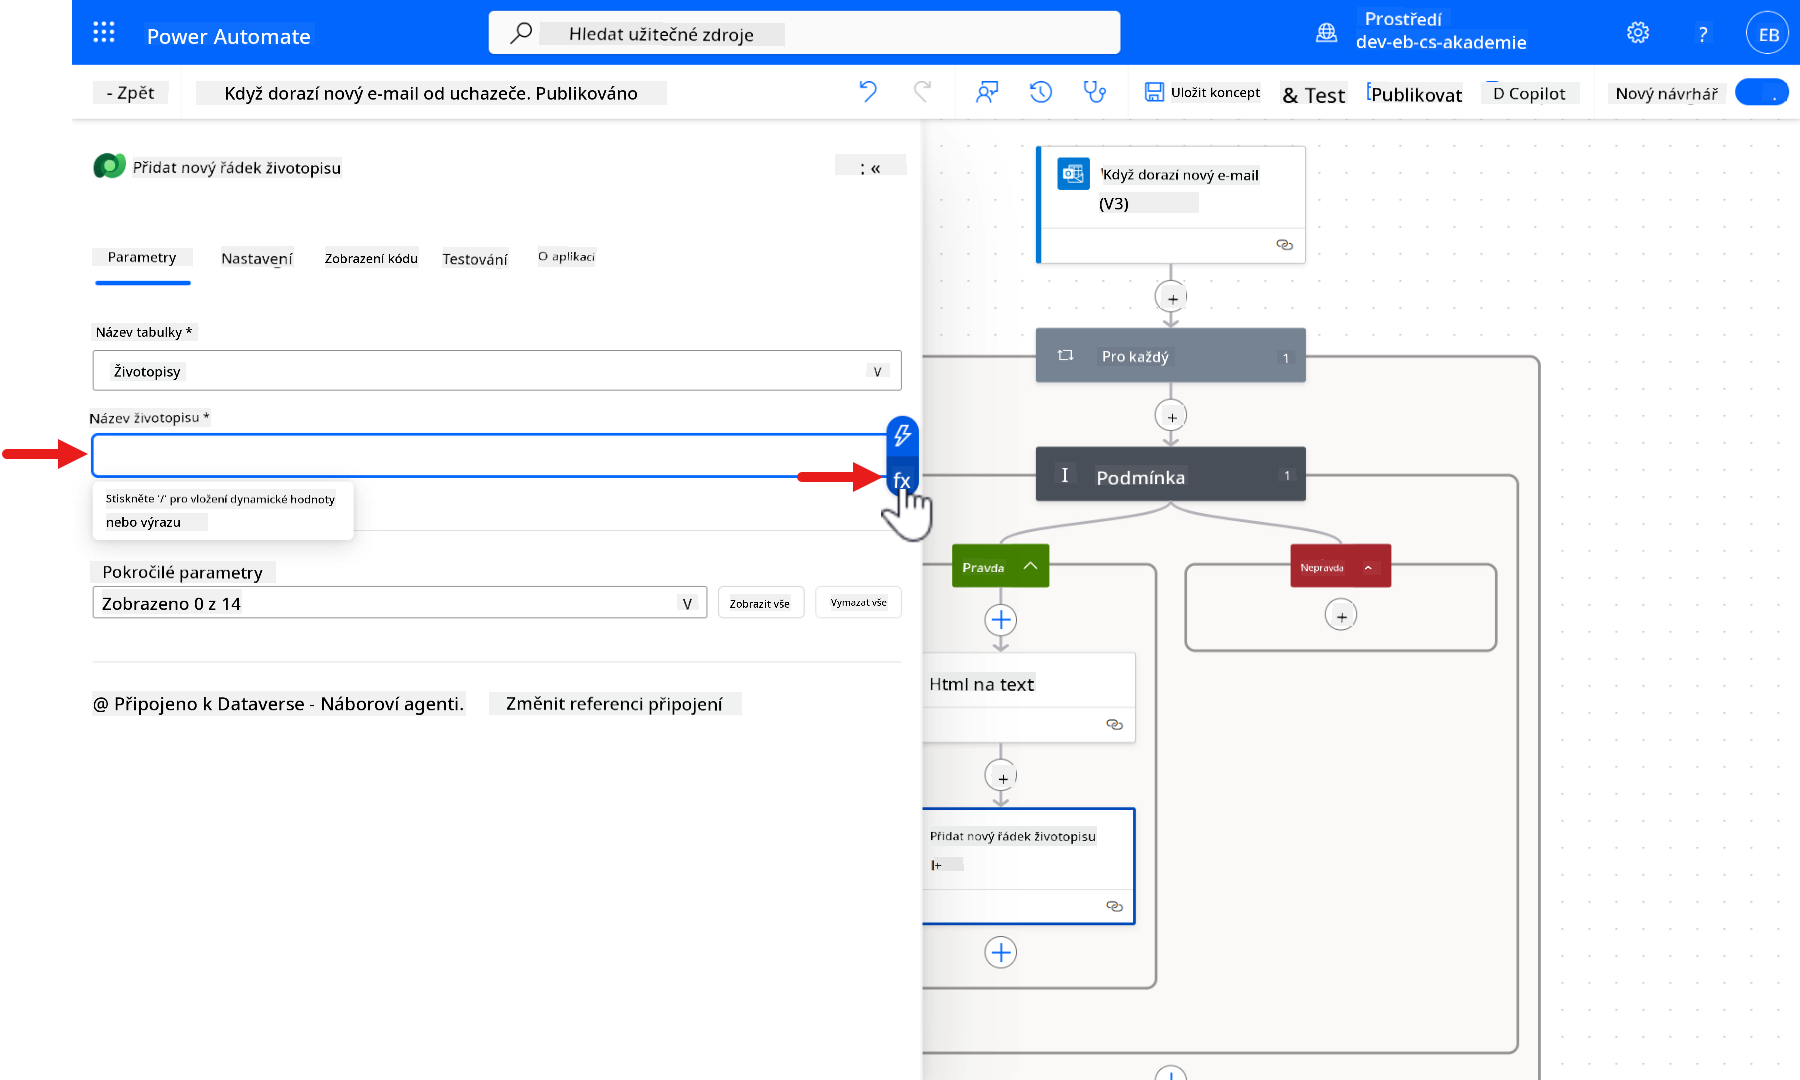 Power Automate
Hledat užitečné zdroje
Prostředí
dev-eb-cs-akademie
?
EB
- Zpět
Když dorazí nový e-mail od uchazeče. Publikováno
Uložit koncept
& Test
Publikovat
D Copilot
Nový návrhář
Přidat nový řádek životopisu
: «
Parametry
Nastavení
Zobrazení kódu
Testování
O aplikaci
Název tabulky *
Životopisy
V
Název životopisu *
fx
Stiskněte '/' pro vložení dynamické hodnoty
nebo výrazu
Pokročilé parametry
Zobrazeno 0 z 14
V
Zobrazit vše
Vymazat vše
@ Připojeno k Dataverse - Náboroví agenti.
Změnit referenci připojení
Když dorazí nový e-mail
(V3)
Pro každý
1
Podmínka
1
Pravda
Nepravda
Html na text
Přidat nový řádek životopisu